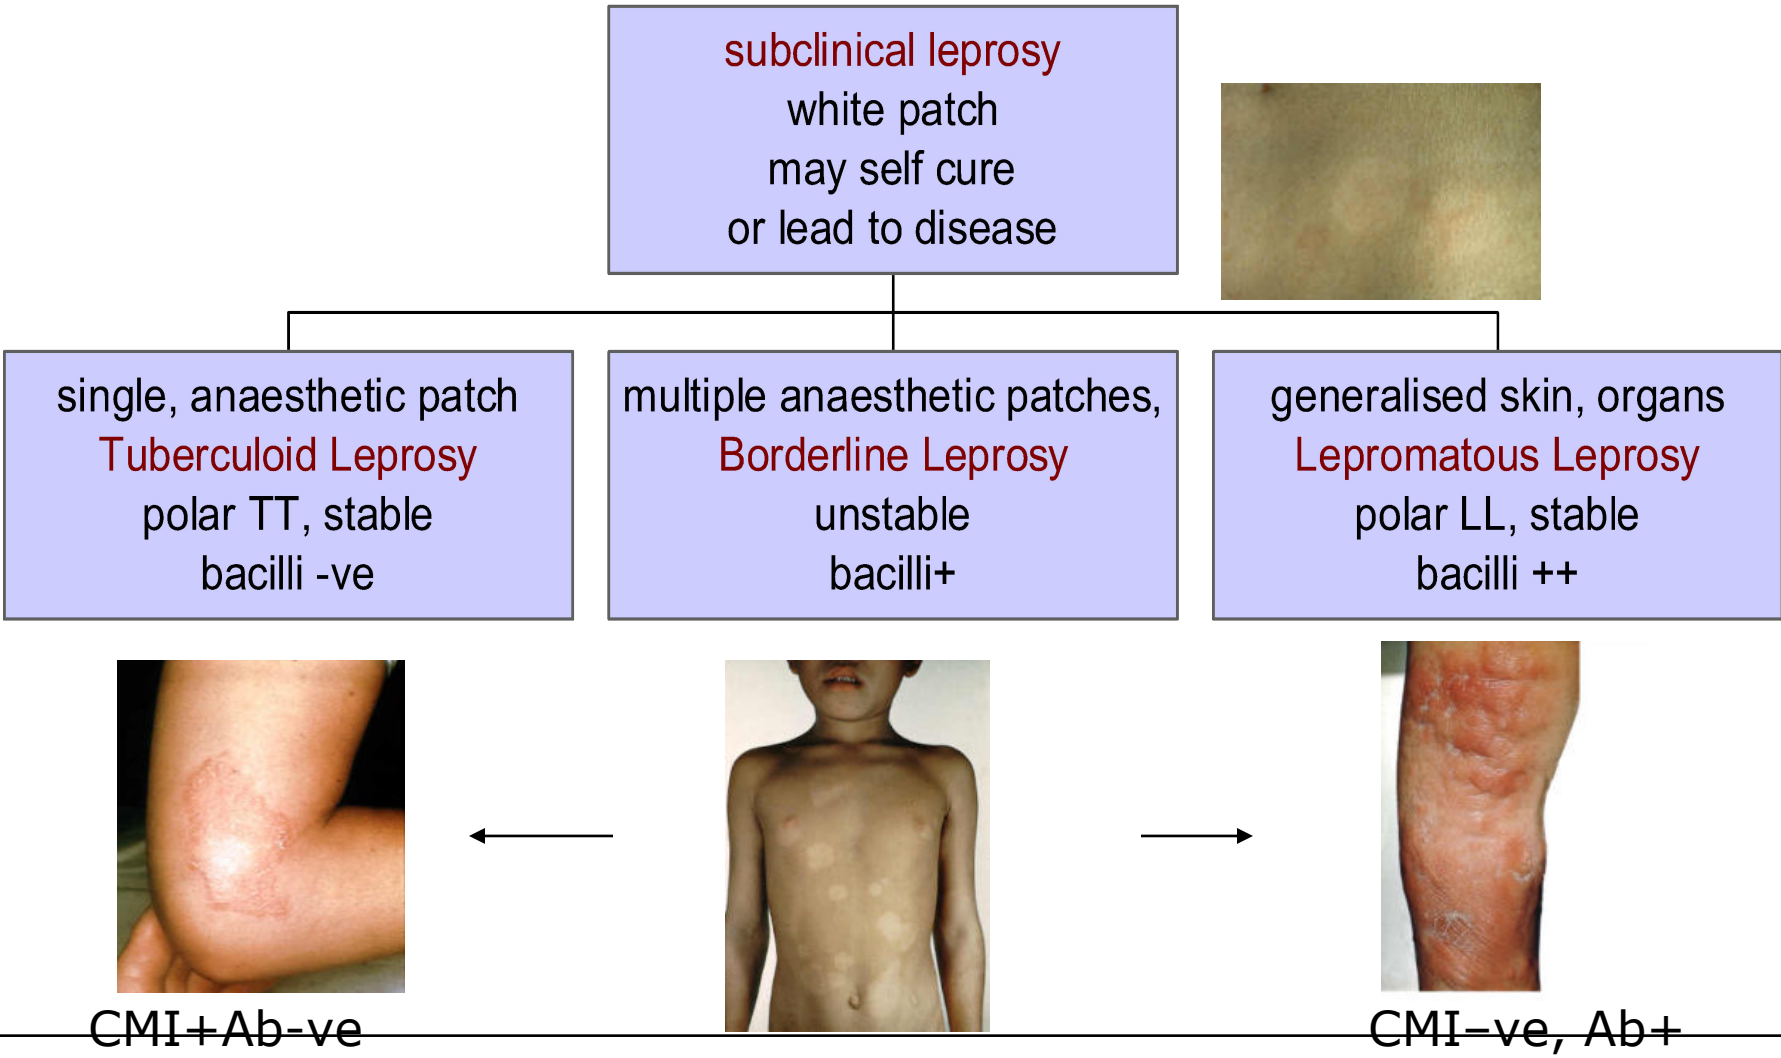 subclinical leprosy
white patch
may self cure
or lead to disease
single, anaesthetic patch
Tuberculoid Leprosy
polar TT, stable
bacilli -ve
multiple anaesthetic patches,
Borderline Leprosy
unstable
bacilli+
generalised skin, organs
Lepromatous Leprosy
polar LL, stable
bacilli ++
CMI+Ab-ve
CMI–ve, Ab+